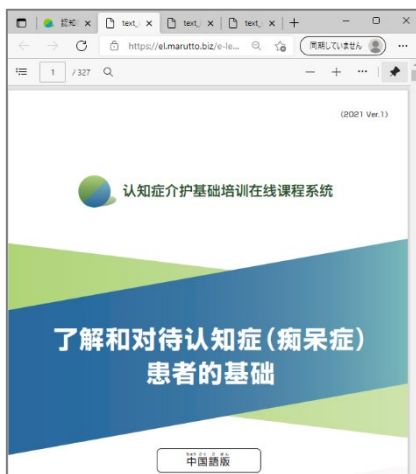 認知 text_ text_ text_
https://el.marutto.biz/e-le... 同期していません
1 /327
(2021 Ver.1)
认知症介护基础培训在线课程系统
了解和对待认知症(痴呆症)
患者的基础
中国語版